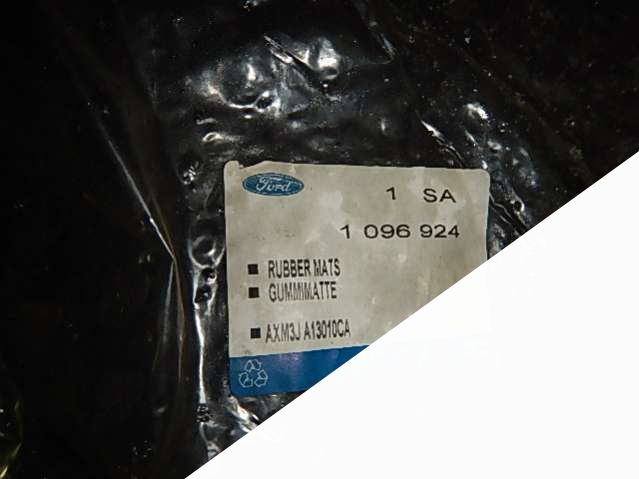 Ford
1 SA
1 096 924
RUBBER MATS
GUMMIMATTE
AXM3J A13010CA